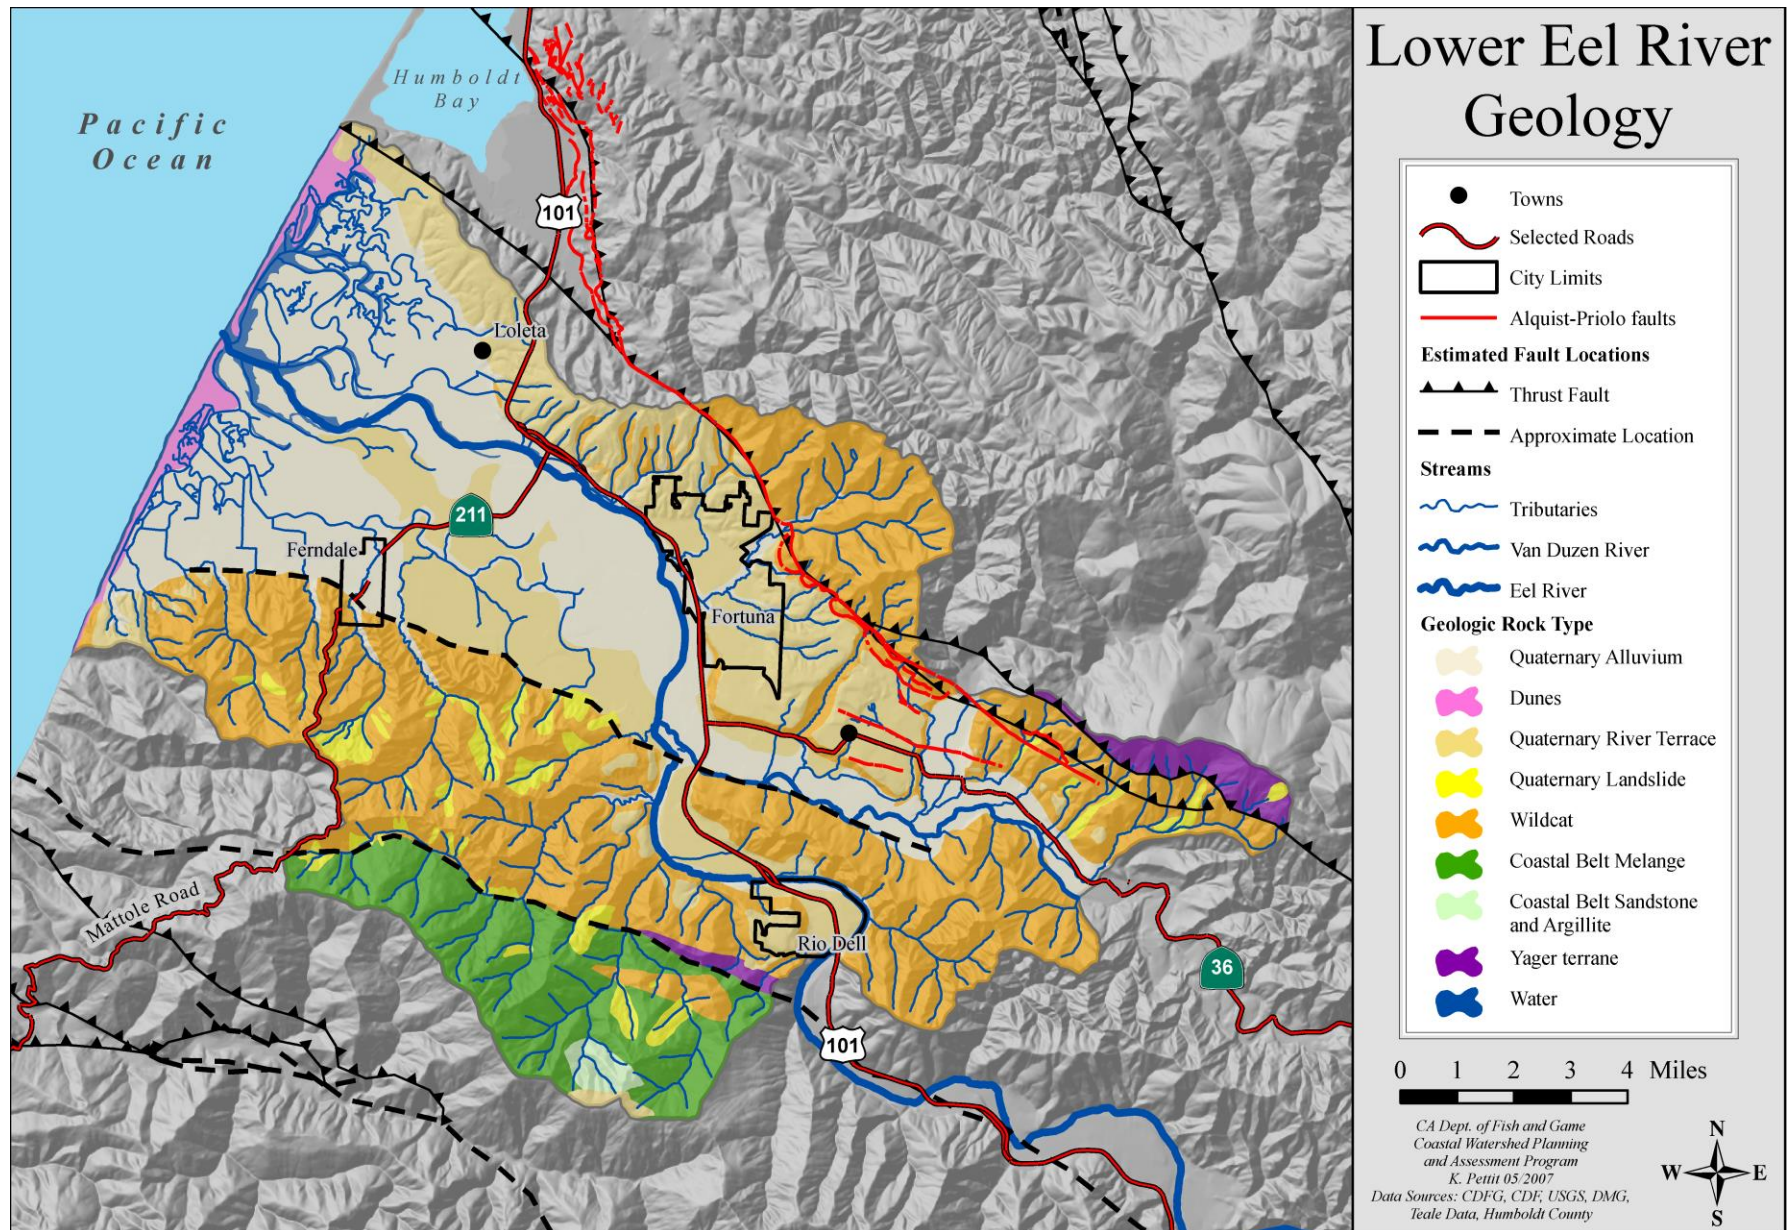 Lower Eel River
Geology
Pacific
Ocean
Humboldt
Bay
101
Loleta
211
Ferndale
Fortuna
Rio Dell
Mattole Road
36
101
Towns
Selected Roads
City Limits
Alquist-Priolo faults
Estimated Fault Locations
Thrust Fault
Approximate Location
Streams
Tributaries
Van Duzen River
Eel River
Geologic Rock Type
Quaternary Alluvium
Dunes
Quaternary River Terrace
Quaternary Landslide
Wildcat
Coastal Belt Melange
Coastal Belt Sandstone
and Argillite
Yager terrane
Water
0 1 2 3 4 Miles
CA Dept. of Fish and Game
Coastal Watershed Planning
and Assessment Program
K. Pettit 05/2007
Data Sources: CDFG, CDF, USGS, DMG,
Teale Data, Humboldt County
N
W E
S